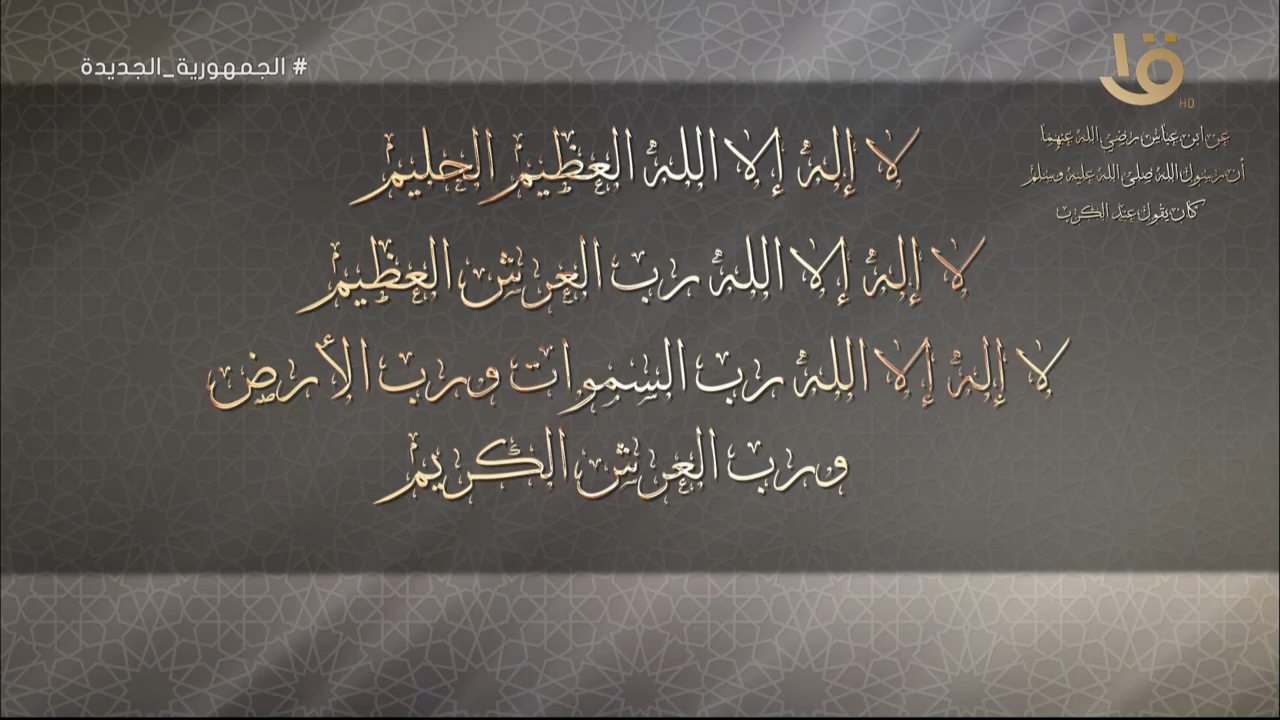 # الجمهورية_الجديدة
HD
عن ابن عباس رضي الله عنهما
أن رسول الله صلى الله عليه وسلم
كان يقول عند الكرب
لا إله إلا الله العظيم الحليم
لا إله إلا الله رب العرش العظيم
لا إله إلا الله رب السموات ورب الأرض
ورب العرش الكريم